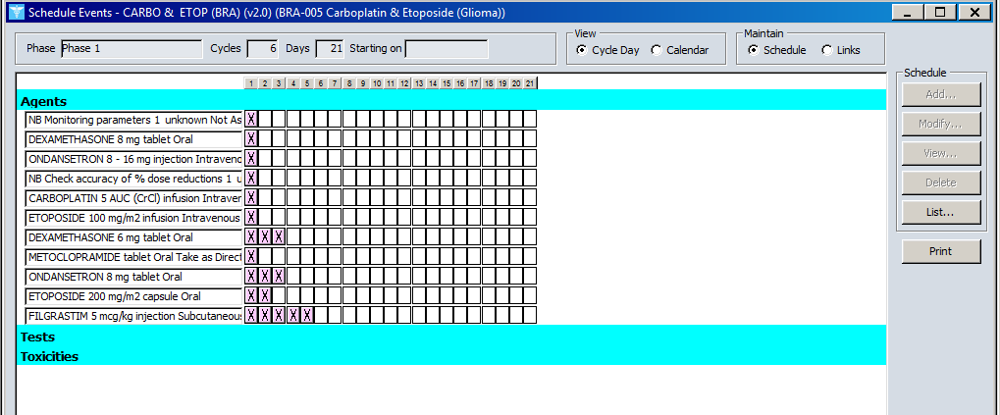 Schedule Events - CARBO & ETOP (BRA) (v2.0) (BRA-005 Carboplatin & Etoposide (Glioma))
Phase Phase 1 Cycles 6 Days 21 Starting on
View
Cycle Day Calendar
Maintain
Schedule Links
1 2 3 4 5 6 7 8 9 10 11 12 13 14 15 16 17 18 19 20 21
Agents
NB Monitoring parameters 1 unknown Not As X
DEXAMETHASONE 8 mg tablet Oral X
ONDANSETRON 8 - 16 mg injection Intraveno X
NB Check accuracy of % dose reductions 1 u X
CARBOPLATIN 5 AUC (CrCl) infusion Intraven X
ETOPOSIDE 100 mg/m2 infusion Intravenous X
DEXAMETHASONE 6 mg tablet Oral X X X
METOCLOPRAMIDE tablet Oral Take as Direct X
ONDANSETRON 8 mg tablet Oral X X X
ETOPOSIDE 200 mg/m2 capsule Oral X X
FILGRASTIM 5 mcg/kg injection Subcutaneous X X X X X
Tests
Toxicities
Schedule
Add...
Modify...
View...
Delete
List...
Print